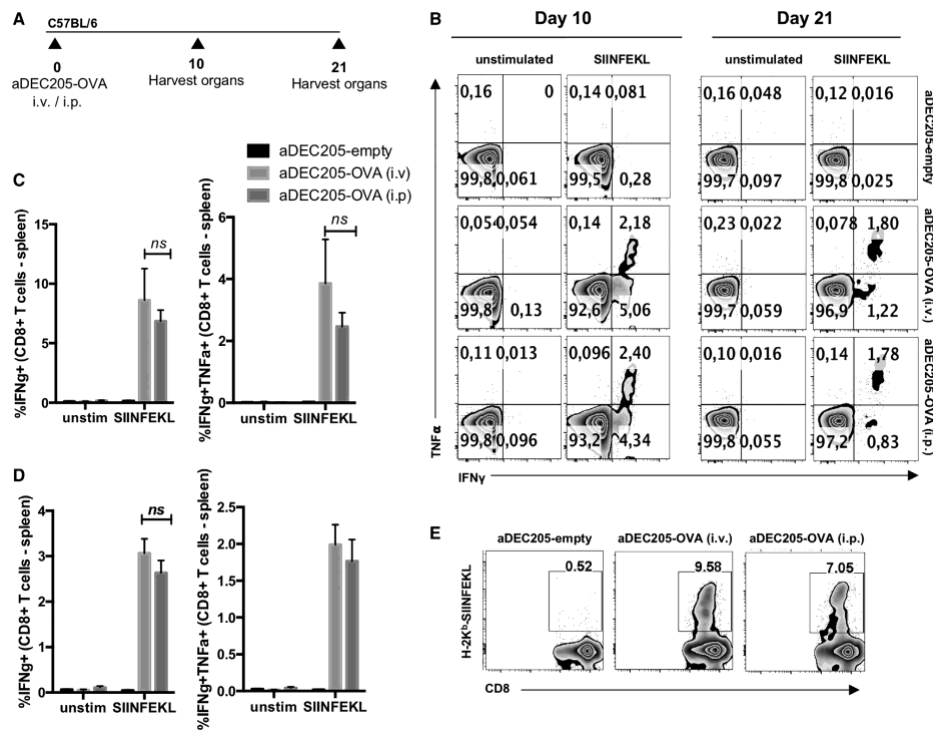 A
C57BL/6
0
10
21
aDEC205-OVA
i.v. / i.p.
Harvest organs
Harvest organs
B
Day 10
Day 21
unstimulated
SIINFEKL
unstimulated
SIINFEKL
0,16
0
0,14 0,081
0,16 0,048
0,12 0,016
99,8 0,061
99,5 0,28
99,7 0,097
99,8 0,025
aDEC205-empty
0,054 0,054
0,14 2,18
0,23 0,022
0,078 1,80
99,8 0,13
92,6 5,06
99,7 0,059
96,9 1,22
aDEC205-OVA (i.v.)
0,11 0,013
0,096 2,40
0,10 0,016
0,14 1,78
99,8 0,096
93,2 4,34
99,8 0,055
97,2 0,83
aDEC205-OVA (i.p.)
TNFα
IFNγ
aDEC205-empty
aDEC205-OVA (i.v)
aDEC205-OVA (i.p)
C
%IFNg+ (CD8+ T cells - spleen)
15
10
5
0
ns
unstim SIINFEKL
%IFNg+TNFa+ (CD8+ T cells - spleen)
6
4
2
0
ns
unstim SIINFEKL
D
%IFNg+ (CD8+ T cells - spleen)
4
3
2
1
0
ns
unstim SIINFEKL
%IFNg+TNFa+ (CD8+ T cells - spleen)
2.5
2.0
1.5
1.0
0.5
0.0
unstim SIINFEKL
E
aDEC205-empty
aDEC205-OVA (i.v.)
aDEC205-OVA (i.p.)
0.52
9.58
7.05
H-2Kᵇ-SIINFEKL
CD8